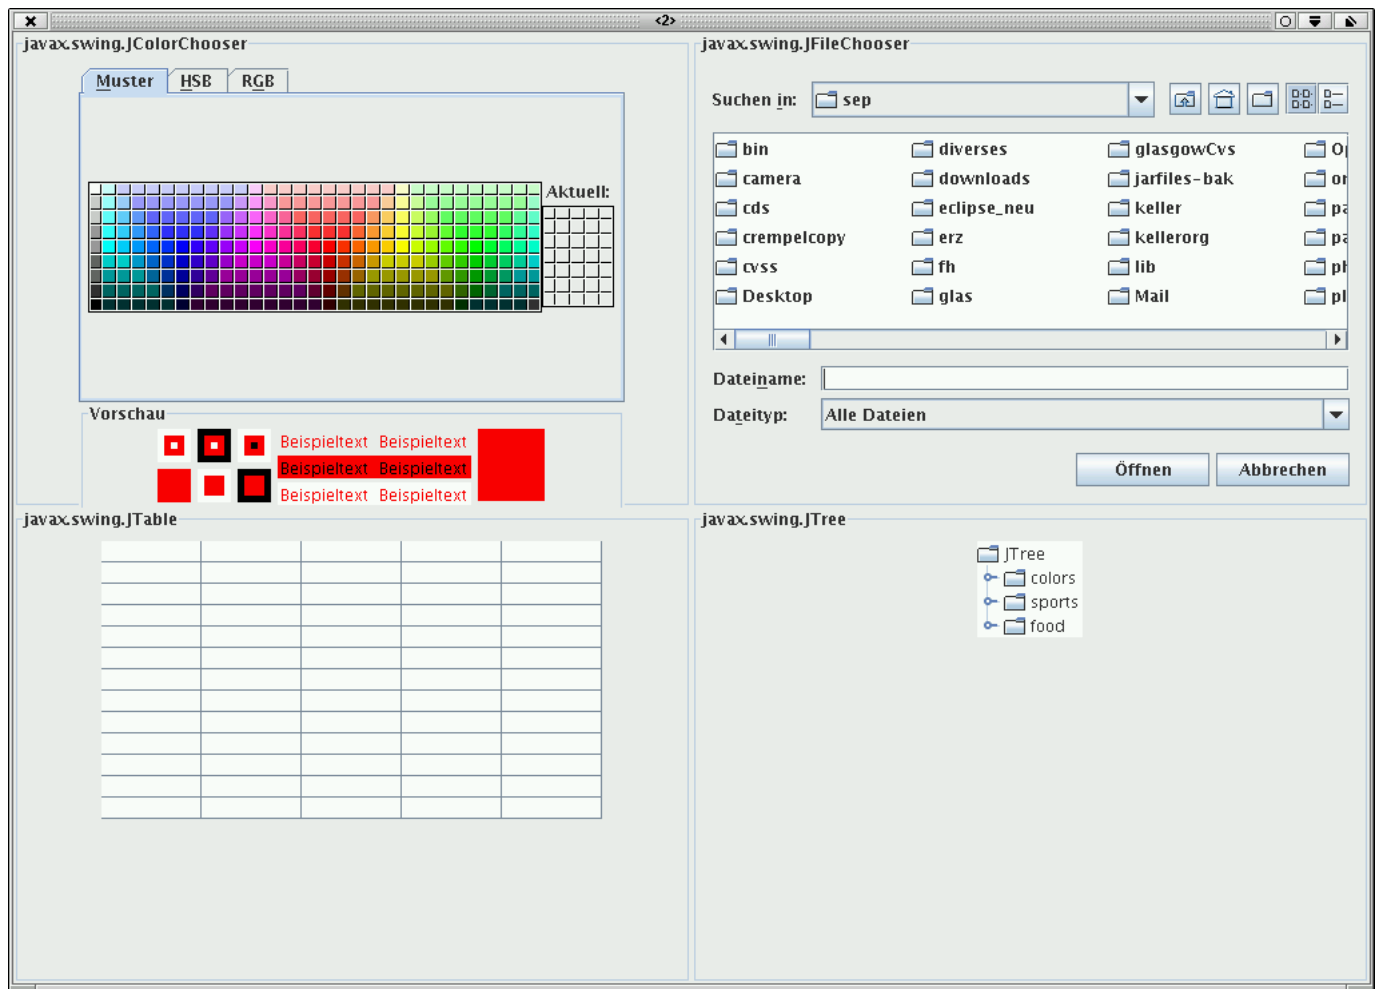 <2>
javax.swing.JColorChooser
Muster HSB RGB
Aktuell:
Vorschau
Beispieltext Beispieltext
Beispieltext Beispieltext
Beispieltext Beispieltext
javax.swing.JFileChooser
Suchen in: sep
bin diverses glasgowCvs
camera downloads jarfiles-bak
cds eclipse_neu keller
crempelcopy erz kellerorg
cvss fh lib
Desktop glas Mail
Dateiname:
Dateityp: Alle Dateien
Öffnen Abbrechen
javax.swing.JTable
javax.swing.JTree
JTree
colors
sports
food